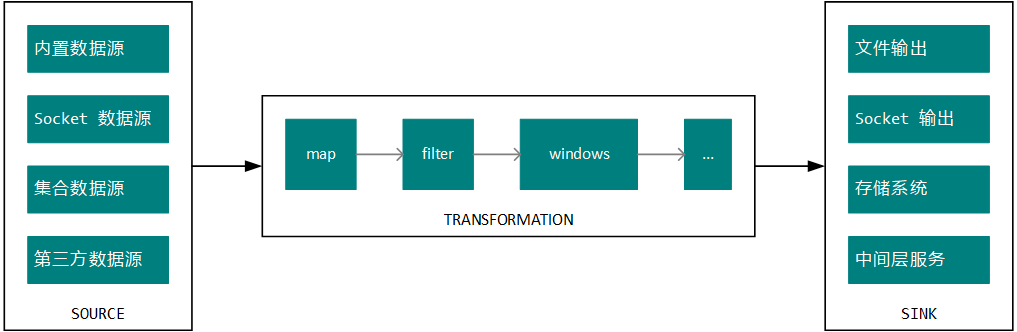 内置数据源
Socket 数据源
集合数据源
第三方数据源
SOURCE
map
filter
windows
...
TRANSFORMATION
文件输出
Socket 输出
存储系统
中间层服务
SINK